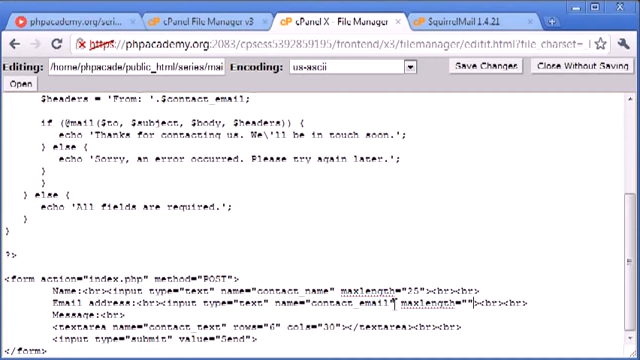 phpacademy.org/seri...
cPanel File Manager v3
cPanel X - File Manager
SquirrelMail 1.4.21
https://phpacademy.org:2083/cpsess5392859195/frontend/x3/filemanager/editit.html?file_charset=
Editing: /home/phpacade/public_html/series/mai Encoding: us-ascii Save Changes Close Without Saving
Open
$headers = 'From: '.$contact_email;
if (@mail($to, $subject, $body, $headers)) {
echo 'Thanks for contacting us. We\'ll be in touch soon.';
} else {
echo 'Sorry, an error occurred. Please try again later.';
}
}
} else {
echo 'All fields are required.';
}
}
?>
<form action="index.php" method="POST">
Name:<br><input type="text" name="contact_name" maxlength="25"><br><br>
Email address:<br><input type="text" name="contact_email" maxlength=""><br><br>
Message:<br>
<textarea name="contact_text" rows="6" cols="30"></textarea><br><br>
<input type="submit" value="Send">
</form>